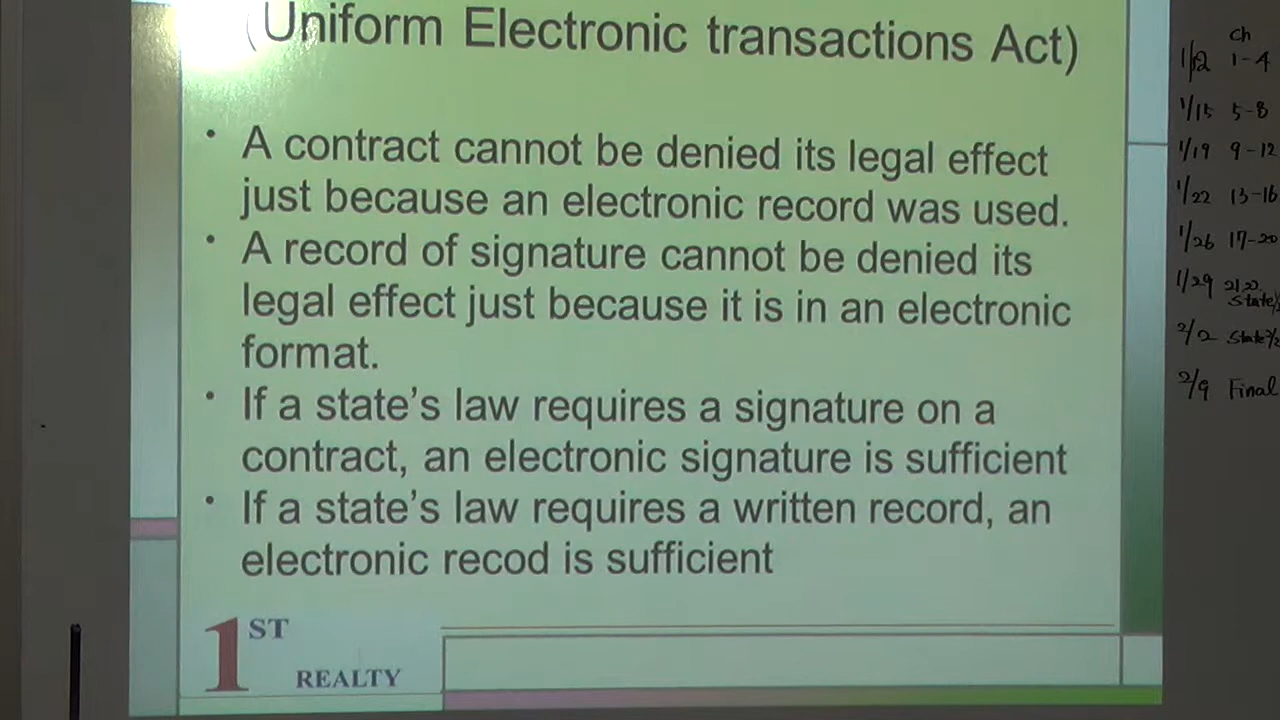 (Uniform Electronic transactions Act)
• A contract cannot be denied its legal effect
just because an electronic record was used.
• A record of signature cannot be denied its
legal effect just because it is in an electronic
format.
• If a state's law requires a signature on a
contract, an electronic signature is sufficient
• If a state's law requires a written record, an
electronic recod is sufficient
1ST
REALTY
ch
1/12 1-4
1/15 5-8
1/19 9-12
1/22 13-16
1/26 17-20
1/29
State
2/2 State
2/9 Final